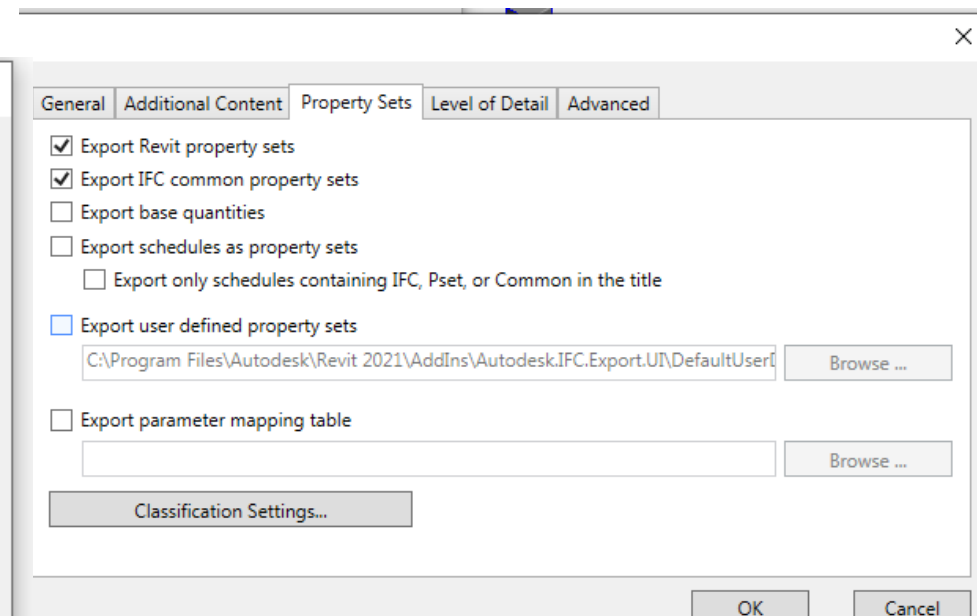 General Additional Content Property Sets Level of Detail Advanced
Export Revit property sets
Export IFC common property sets
Export base quantities
Export schedules as property sets
Export only schedules containing IFC, Pset, or Common in the title
Export user defined property sets
C:\Program Files\Autodesk\Revit 2021\AddIns\Autodesk.IFC.Export.UI\DefaultUser Browse ...
Export parameter mapping table
Browse ...
Classification Settings...
OK Cancel